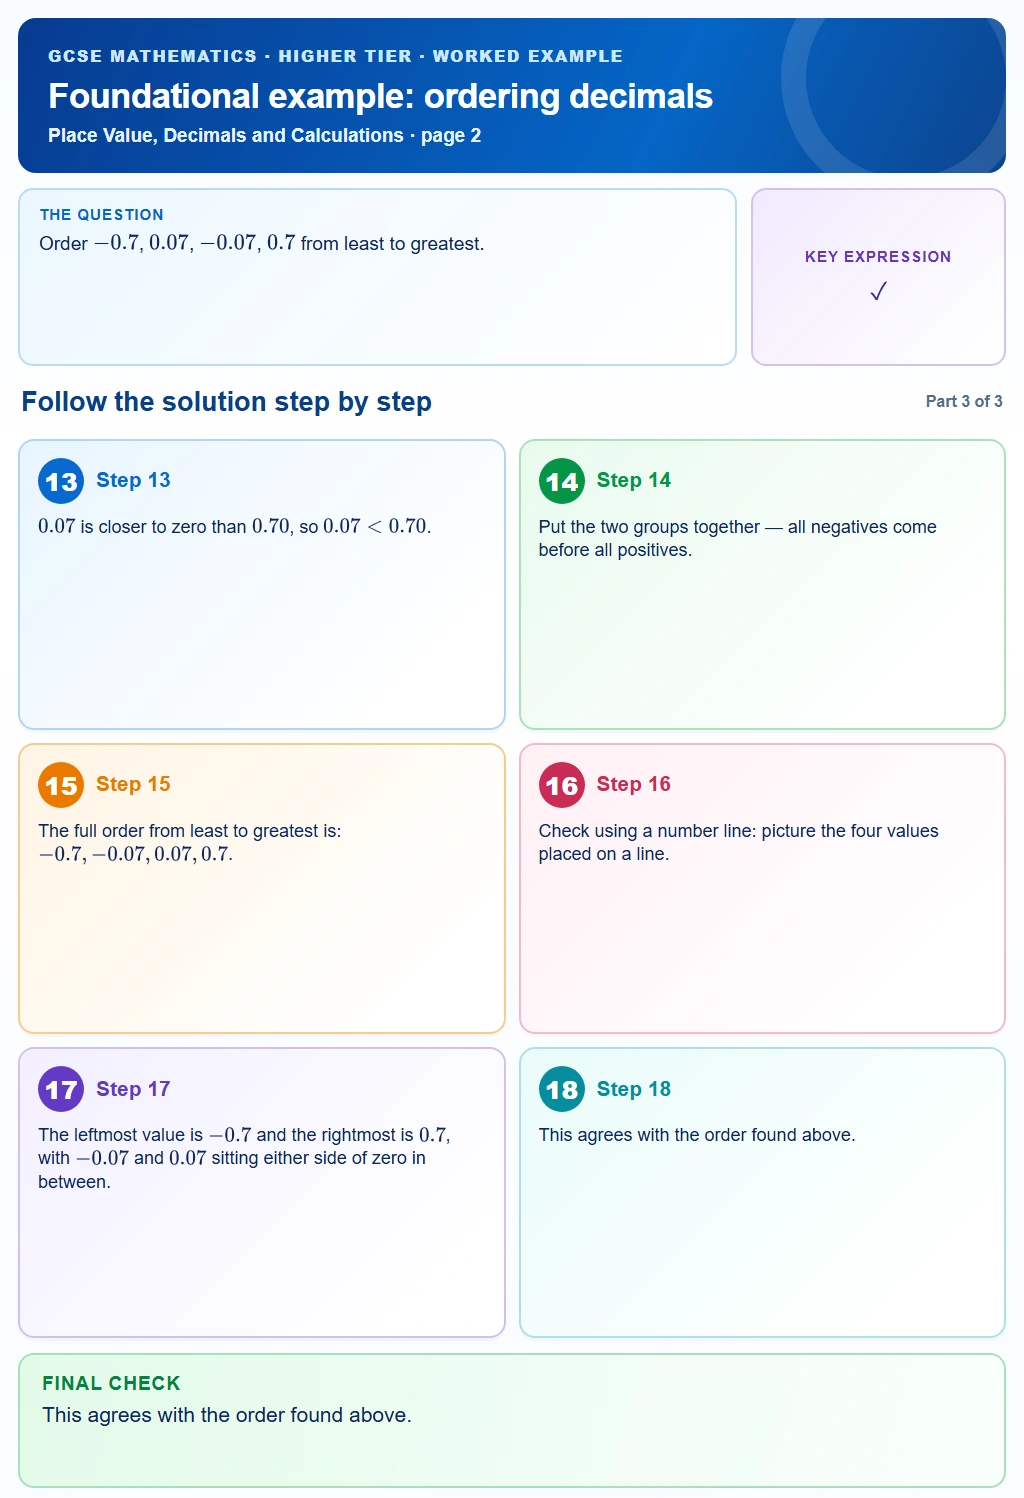 GCSE MATHEMATICS · HIGHER TIER · WORKED EXAMPLE
Foundational example: ordering decimals
Place Value, Decimals and Calculations · page 2
THE QUESTION
Order −0.7, 0.07, −0.07, 0.7 from least to greatest.
KEY EXPRESSION
✓
Follow the solution step by step
Part 3 of 3
13 Step 13
0.07 is closer to zero than 0.70, so 0.07 < 0.70.
14 Step 14
Put the two groups together — all negatives come
before all positives.
15 Step 15
The full order from least to greatest is:
−0.7, −0.07, 0.07, 0.7.
16 Step 16
Check using a number line: picture the four values
placed on a line.
17 Step 17
The leftmost value is −0.7 and the rightmost is 0.7,
with −0.07 and 0.07 sitting either side of zero in
between.
18 Step 18
This agrees with the order found above.
FINAL CHECK
This agrees with the order found above.